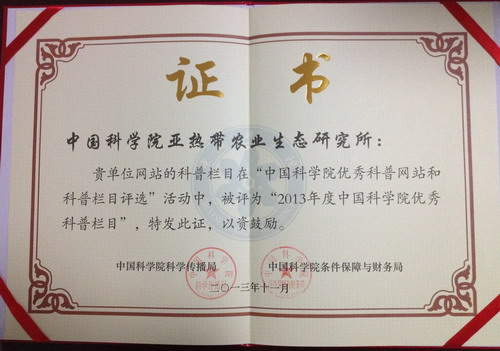 证书
中国科学院亚热带农业生态研究所：
贵单位网站的科普栏目在“中国科学院优秀科普网站和
科普栏目评选”活动中，被评为“2013年度中国科学院优秀
科普栏目”，特发此证，以资鼓励。
中国科学院科学传播局 中国科学院条件保障与财务局
二〇一三年十一月